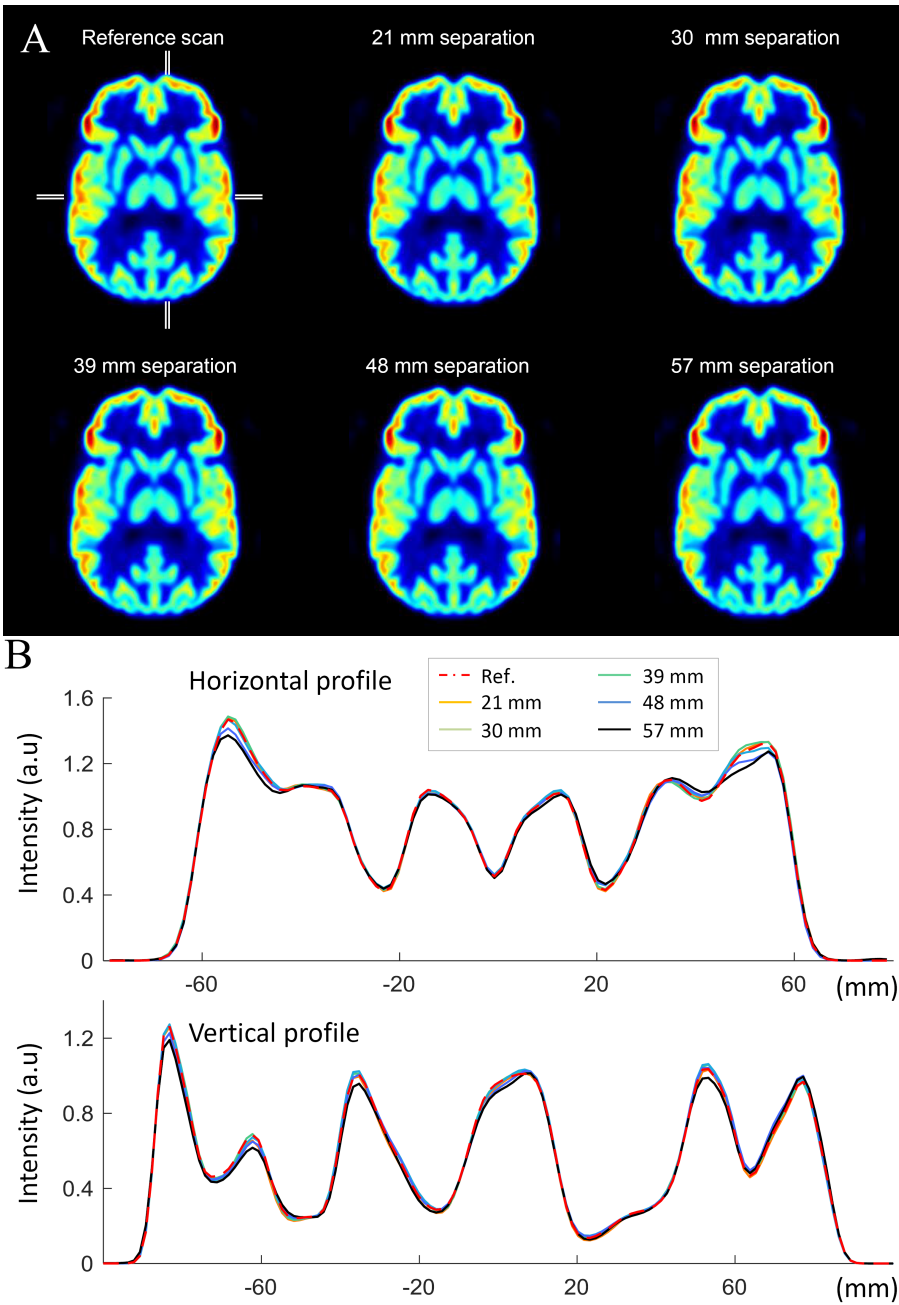 A
Reference scan
21 mm separation
30 mm separation
39 mm separation
48 mm separation
57 mm separation
B
Horizontal profile
Ref.
21 mm
30 mm
39 mm
48 mm
57 mm
Intensity (a.u)
1.6
1.2
0.8
0.4
0
-60
-20
20
60
(mm)
Vertical profile
Intensity (a.u)
1.2
0.8
0.4
0
-60
-20
20
60
(mm)